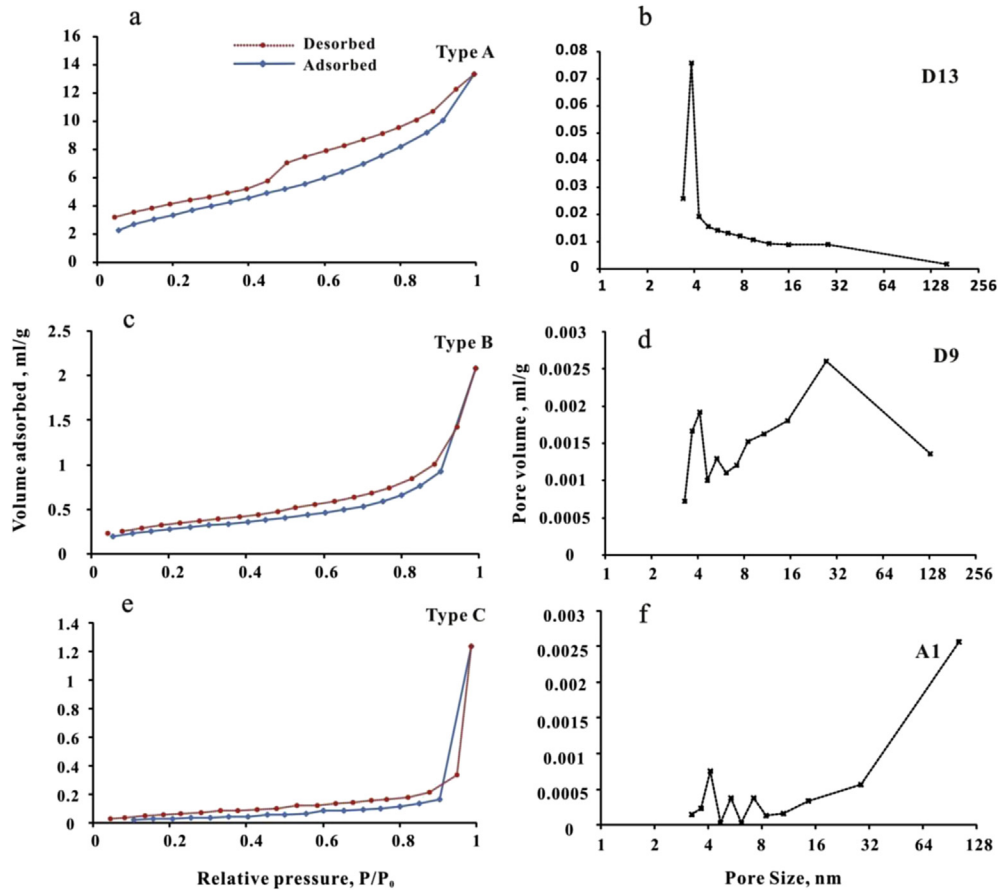 a
16
14
12
10
8
6
4
2
0
0 0.2 0.4 0.6 0.8 1
Desorbed
Adsorbed
Type A
b
0.08
0.07
0.06
0.05
0.04
0.03
0.02
0.01
0
1 2 4 8 16 32 64 128 256
D13
c
2.5
2
1.5
1
0.5
0
0 0.2 0.4 0.6 0.8 1
Type B
Volume adsorbed , ml/g
d
0.003
0.0025
0.002
0.0015
0.001
0.0005
0
1 2 4 8 16 32 64 128 256
D9
Pore volume , ml/g
e
1.4
1.2
1
0.8
0.6
0.4
0.2
0
0 0.2 0.4 0.6 0.8 1
Type C
Relative pressure, P/P₀
f
0.003
0.0025
0.002
0.0015
0.001
0.0005
0
1 2 4 8 16 32 64 128
A1
Pore Size, nm